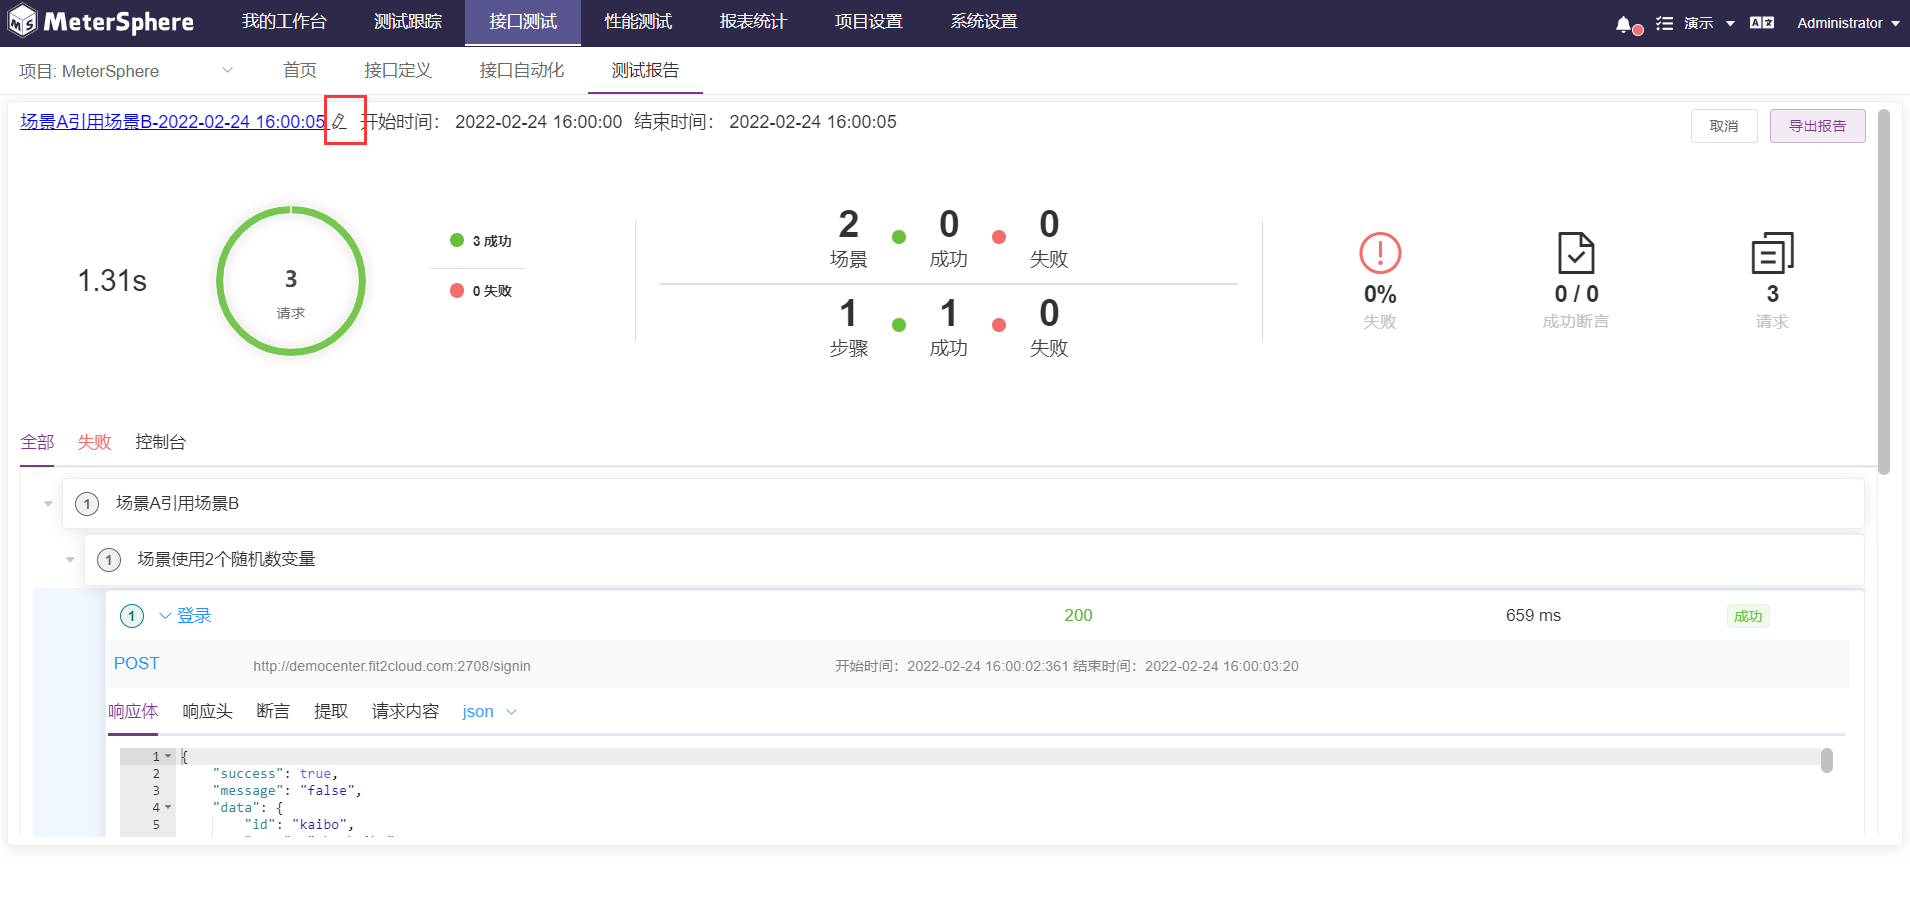 MeterSphere 我的工作台 测试跟踪 接口测试 性能测试 报表统计 项目设置 系统设置 演示 Administrator
项目: MeterSphere 首页 接口定义 接口自动化 测试报告
场景A引用场景B-2022-02-24 16:00:05 开始时间： 2022-02-24 16:00:00 结束时间： 2022-02-24 16:00:05 取消 导出报告
1.31s
3
请求
3 成功
0 失败
2 0 0
场景 成功 失败
1 1 0
步骤 成功 失败
0% 0 / 0 3
失败 成功断言 请求
全部 失败 控制台
1 场景A引用场景B
1 场景使用2个随机数变量
1 登录 200 659 ms 成功
POST http://democenter.fit2cloud.com:2708/signin 开始时间：2022-02-24 16:00:02:361 结束时间：2022-02-24 16:00:03:20
响应体 响应头 断言 提取 请求内容 json
1 {
2 "success": true,
3 "message": "false",
4 "data": {
5 "id": "kaibo",